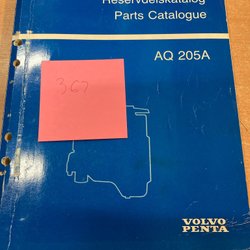 Reservdelskatalog
Parts Catalogue
AQ 205A
367
VOLVO
PENTA